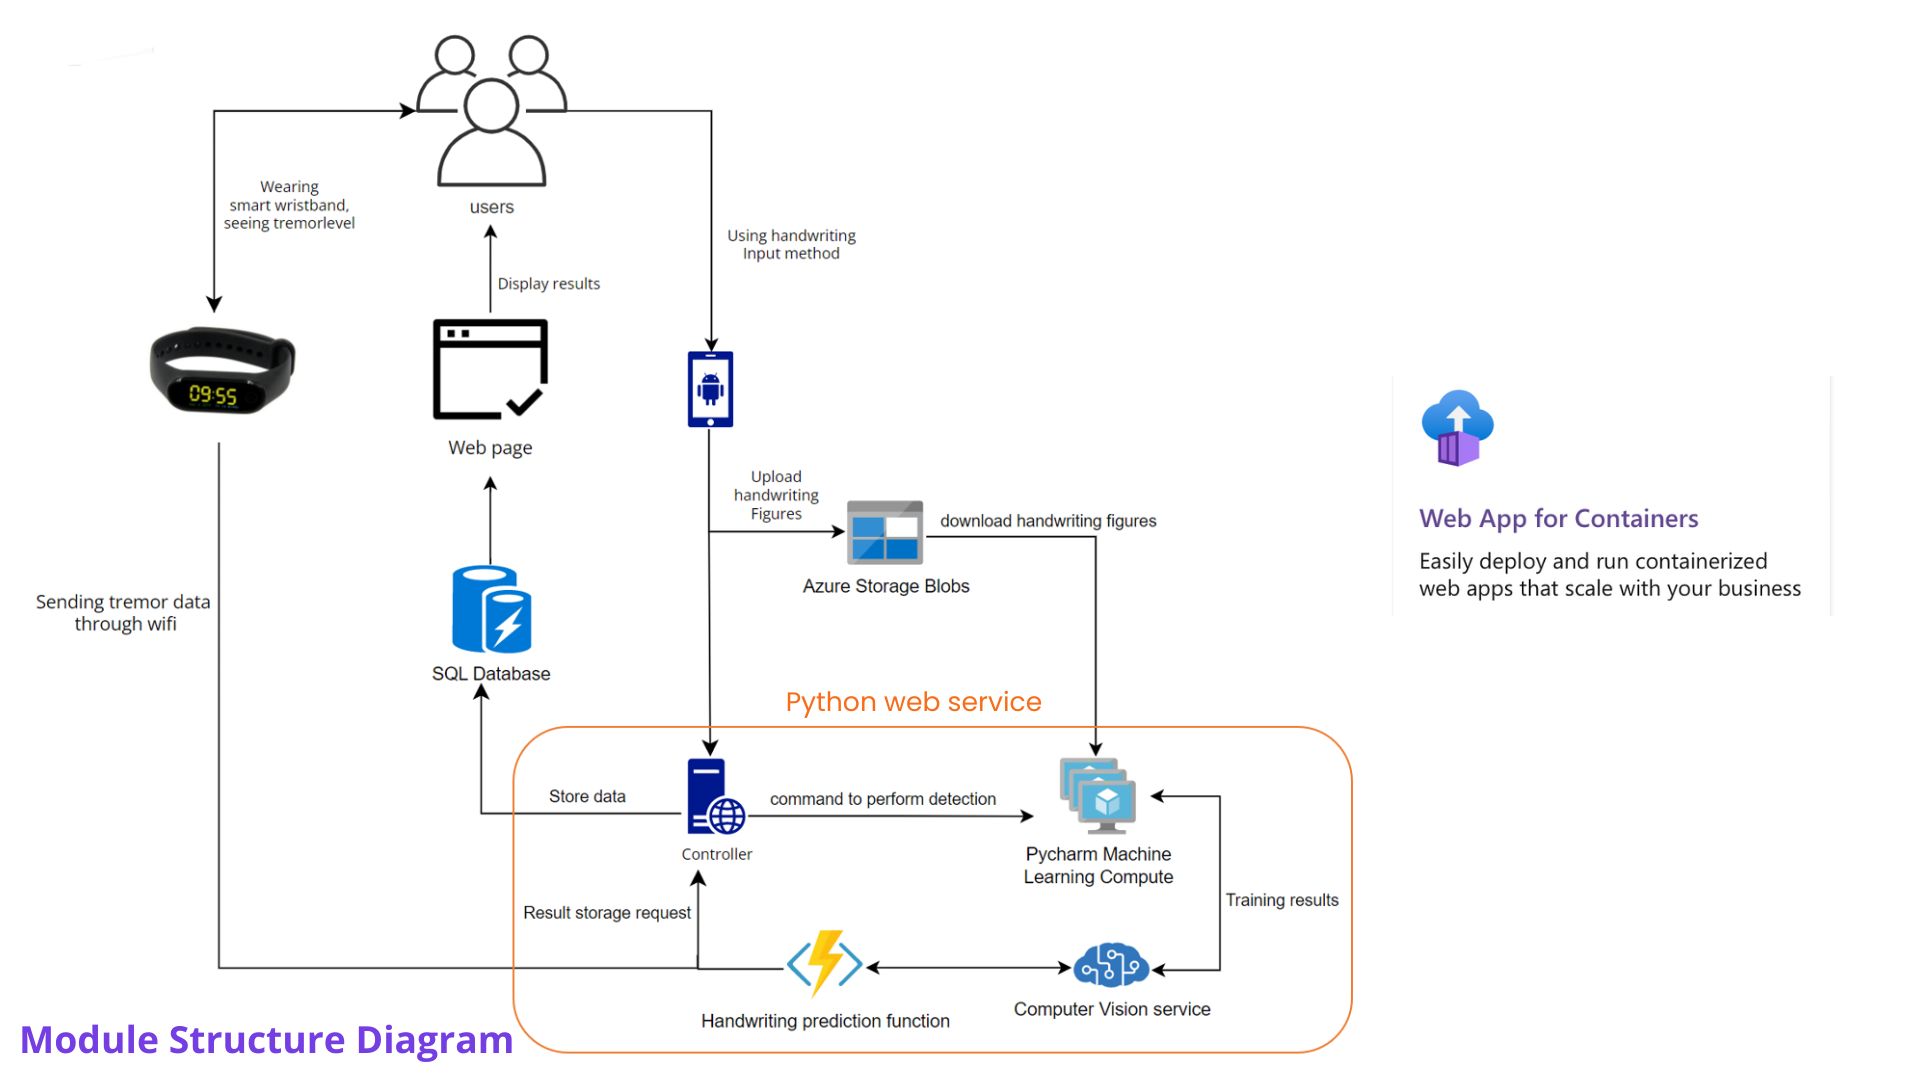 users
Wearing
smart wristband,
seeing tremorlevel
Using handwriting
Input method
Display results
09:55
Web page
Upload
handwriting
Figures
download handwriting figures
Azure Storage Blobs
Web App for Containers
Easily deploy and run containerized
web apps that scale with your business
Sending tremor data
through wifi
SQL Database
Python web service
Store data
command to perform detection
Controller
Pycharm Machine
Learning Compute
Result storage request
Training results
Handwriting prediction function
Computer Vision service
Module Structure Diagram